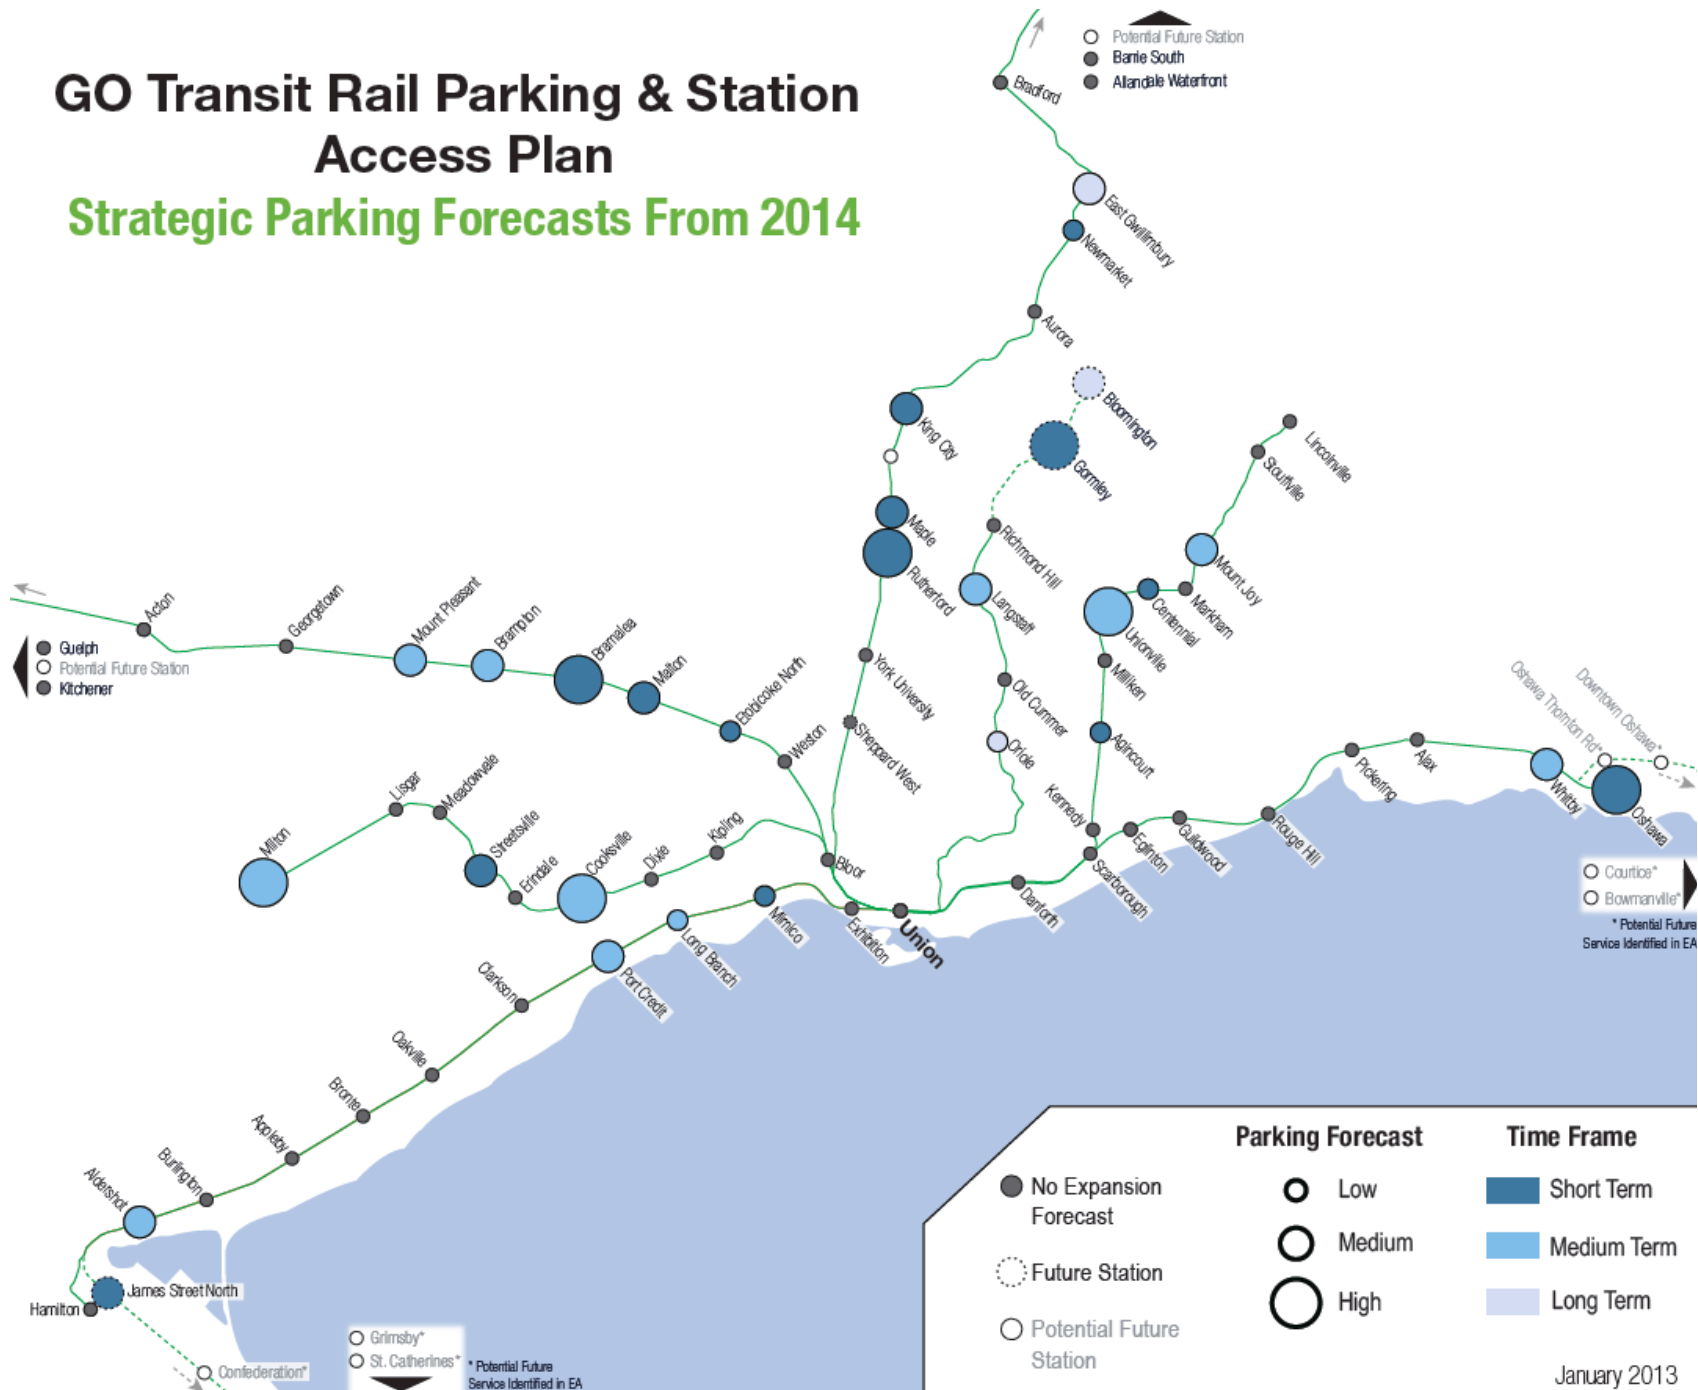 GO Transit Rail Parking & Station
Access Plan
Strategic Parking Forecasts From 2014
Potential Future Station
Barrie South
Allandale Waterfront
Bradford
East Gwillimbury
Newmarket
Aurora
King City
Maple
Rutherford
York University
Sheppard West
Bloomington
Gormley
Richmond Hill
Langstaff
Old Cummer
Oriole
Lincolnville
Stouffville
Mount Joy
Markham
Centennial
Unionville
Milliken
Agincourt
Kennedy
Acton
Georgetown
Mount Pleasant
Brampton
Bramalea
Malton
Etobicoke North
Weston
Bloor
Guelph
Potential Future Station
Kitchener
Milton
Lisgar
Meadowvale
Streetsville
Erindale
Cooksville
Dixie
Kipling
Oshawa Thornton Rd*
Downtown Oshawa*
Oshawa
Whitby
Ajax
Pickering
Rouge Hill
Guildwood
Eglinton
Scarborough
Danforth
Union
Exhibition
Mimico
Long Branch
Port Credit
Clarkson
Oakville
Bronte
Appleby
Burlington
Aldershot
James Street North
Hamilton
Confederation*
Grimsby*
St. Catherines*
* Potential Future
Service Identified in EA
Courtice*
Bowmanville*
* Potential Future
Service Identified in EA
No Expansion
Forecast
Future Station
Potential Future
Station
Parking Forecast
Low
Medium
High
Time Frame
Short Term
Medium Term
Long Term
January 2013